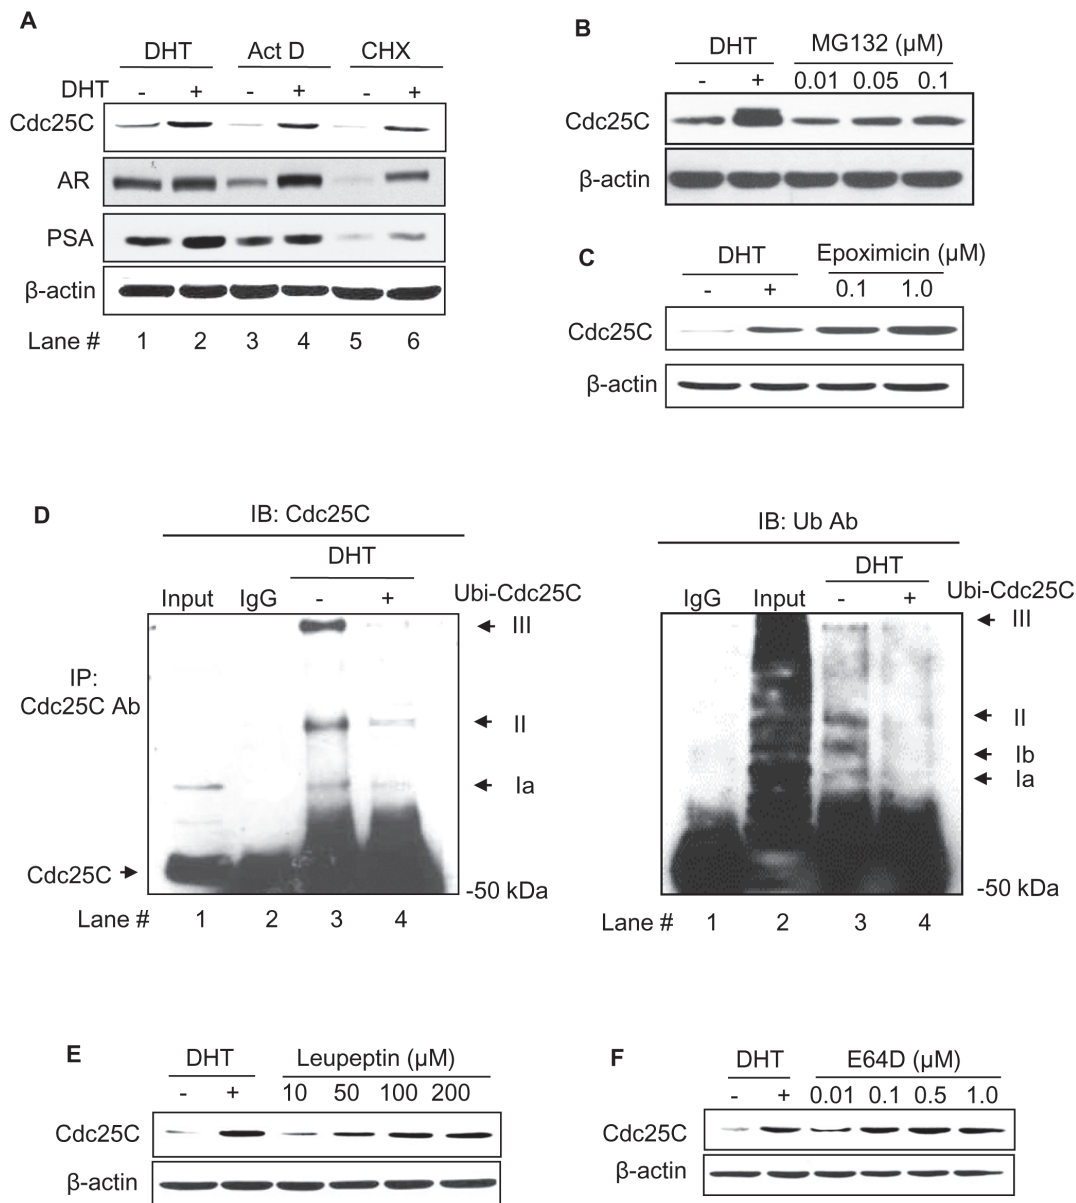 A
DHT Act D CHX
DHT - + - + - +
Cdc25C
AR
PSA
β-actin
Lane # 1 2 3 4 5 6
B
DHT MG132 (μM)
- + 0.01 0.05 0.1
Cdc25C
β-actin
C
DHT Epoximicin (μM)
- + 0.1 1.0
Cdc25C
β-actin
D
IB: Cdc25C
DHT
Input IgG - + Ubi-Cdc25C
III
IP:
Cdc25C Ab
II
Ia
Cdc25C
-50 kDa
Lane # 1 2 3 4
IB: Ub Ab
DHT
IgG Input - + Ubi-Cdc25C
III
II
Ib
Ia
-50 kDa
Lane # 1 2 3 4
E
DHT Leupeptin (μM)
- + 10 50 100 200
Cdc25C
β-actin
F
DHT E64D (μM)
- + 0.01 0.1 0.5 1.0
Cdc25C
β-actin